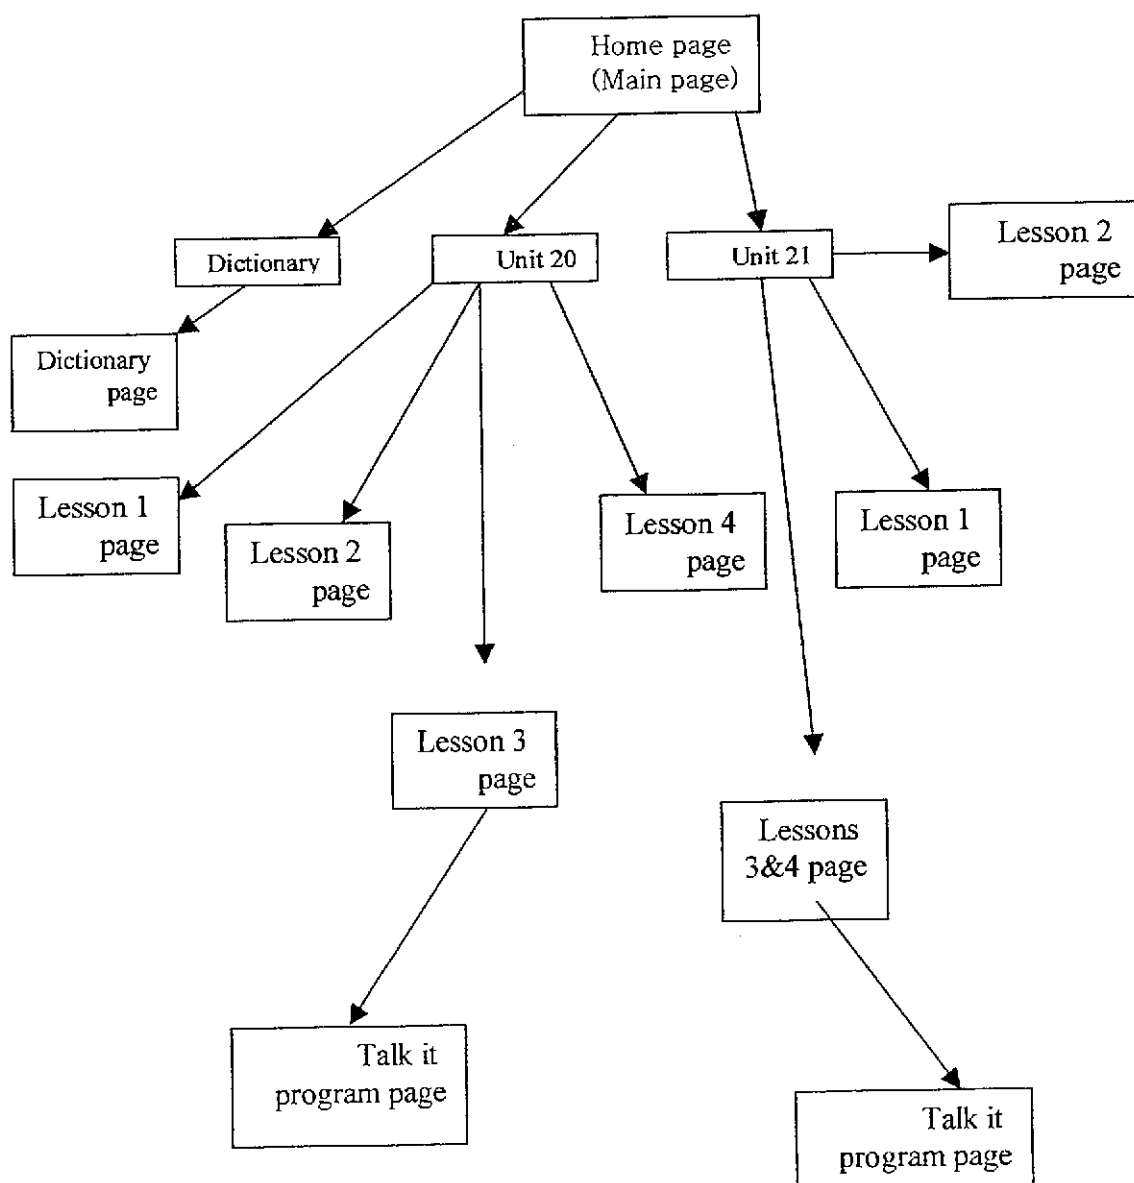 Home page
(Main page)
Dictionary
Unit 20
Unit 21
Lesson 2
page
Dictionary
page
Lesson 1
page
Lesson 2
page
Lesson 4
page
Lesson 1
page
Lesson 3
page
Lessons
3&4 page
Talk it
program page
Talk it
program page